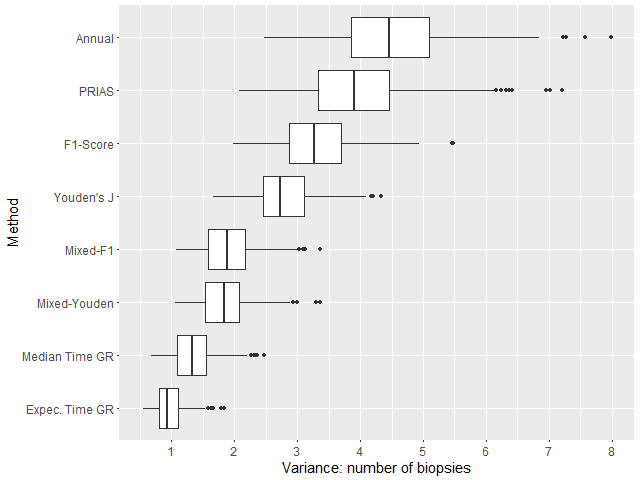 Method
Annual
PRIAS
F1-Score
Youden's J
Mixed-F1
Mixed-Youden
Median Time GR
Expec. Time GR
1 2 3 4 5 6 7 8
Variance: number of biopsies